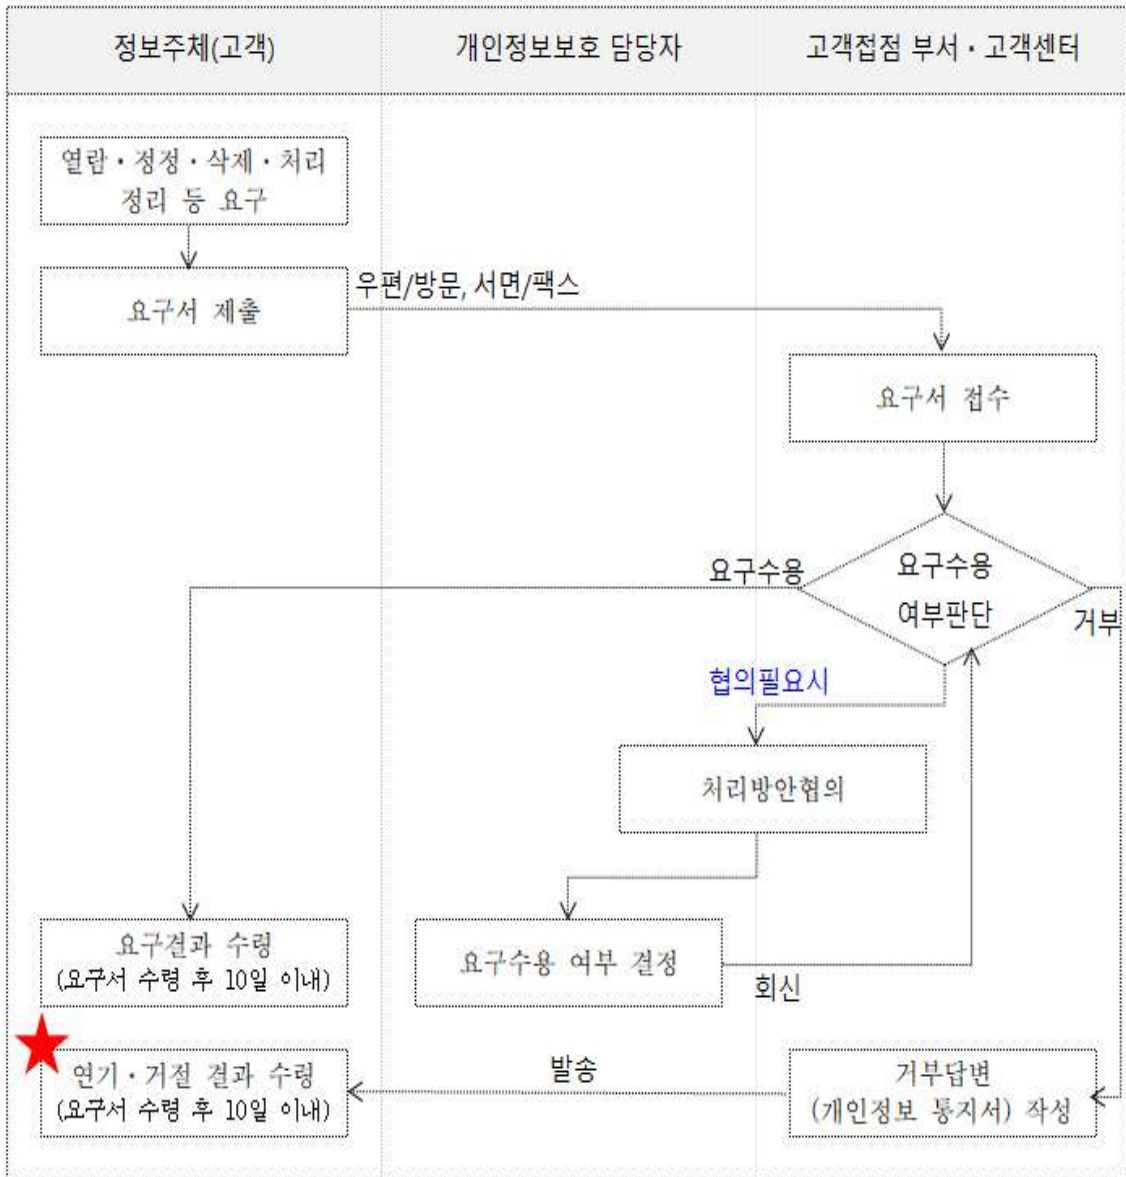 정보주체(고객)
개인정보보호 담당자
고객접점 부서・고객센터
열람・정정・삭제・처리
정리 등 요구
요구서 제출
우편/방문, 서면/팩스
요구서 접수
요구수용
요구수용
여부판단
거부
협의필요시
처리방안협의
요구결과 수령
(요구서 수령 후 10일 이내)
요구수용 여부 결정
회신
연기・거절 결과 수령
(요구서 수령 후 10일 이내)
발송
거부답변
(개인정보 통지서) 작성